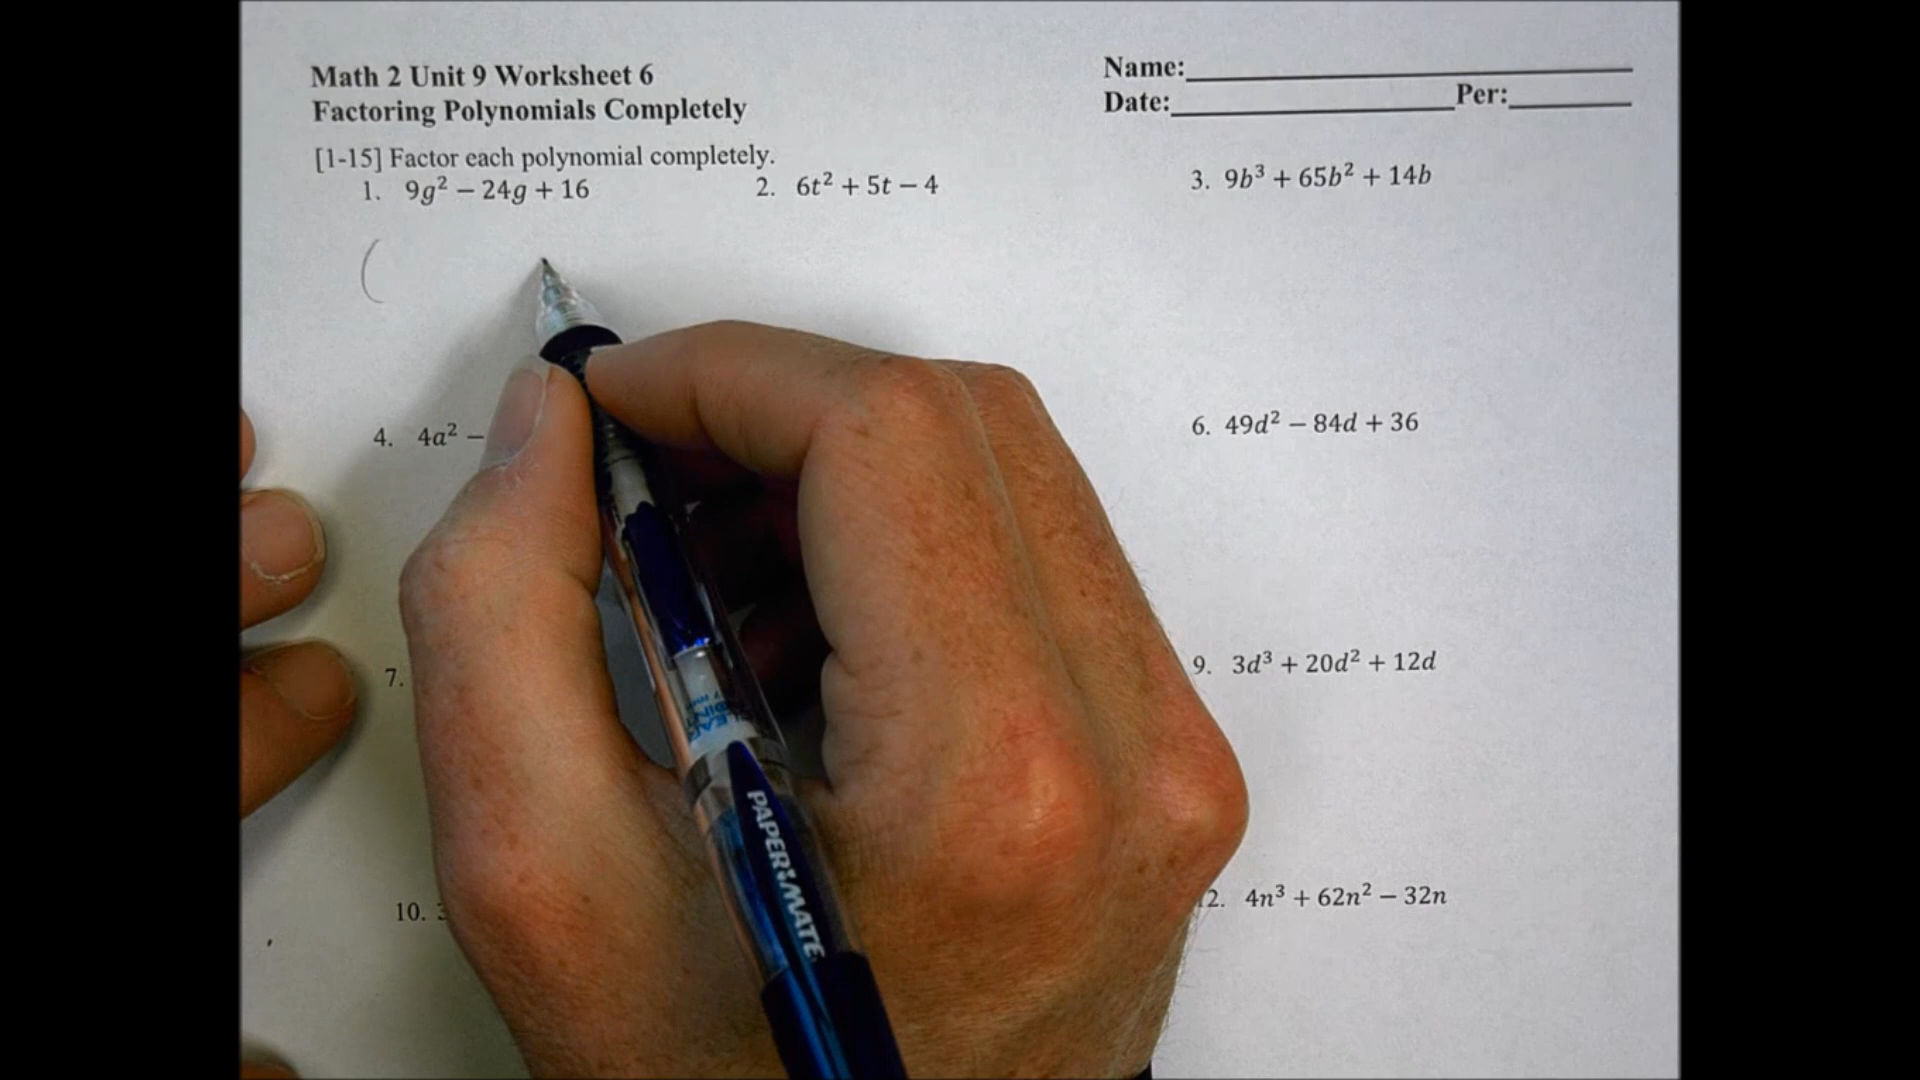 Math 2 Unit 9 Worksheet 6
Name:
Factoring Polynomials Completely
Date: Per:
[1-15] Factor each polynomial completely.
1. 9g² − 24g + 16
2. 6t² + 5t − 4
3. 9b³ + 65b² + 14b
(
4. 4a² −
6. 49d² − 84d + 36
7.
9. 3d³ + 20d² + 12d
10. 3
2. 4n³ + 62n² − 32n
PAPER:MATE